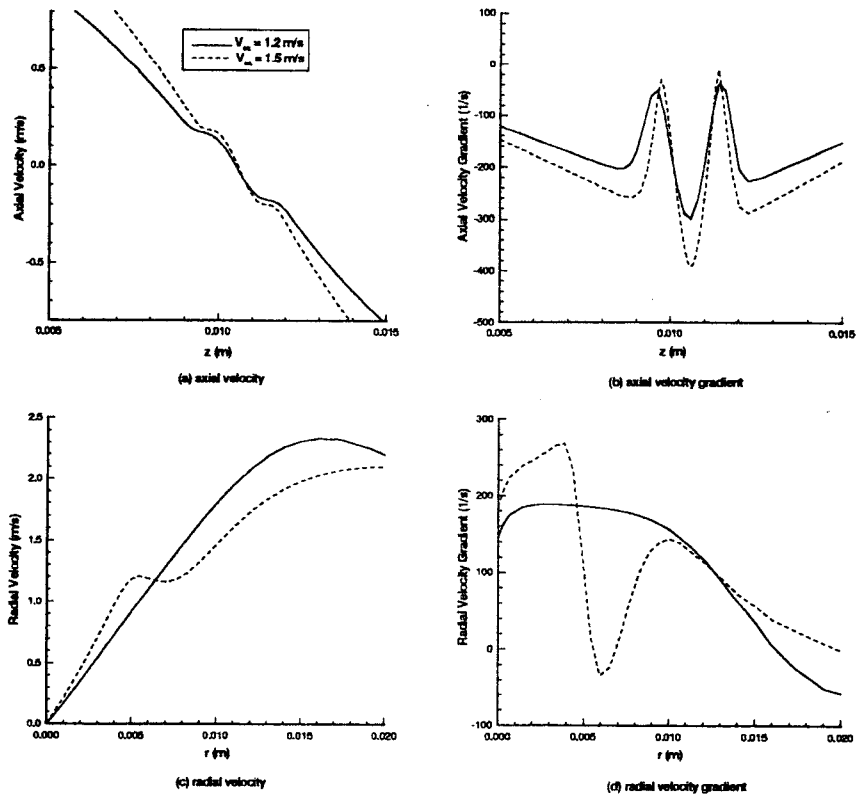 V = 1.2 m/s
V = 1.5 m/s
Axial Velocity (m/s)
0.5
0.0
-0.5
0.005
0.010
0.015
z (m)
(a) axial velocity
Axial Velocity Gradient (1/s)
100
0
-100
-200
-300
-400
-500
0.005
0.010
0.015
z (m)
(b) axial velocity gradient
Radial Velocity (m/s)
2.5
2.0
1.5
1.0
0.5
0.0
0.000
0.005
0.010
0.015
0.020
r (m)
(c) radial velocity
Radial Velocity Gradient (1/s)
300
200
100
0
-100
0.000
0.005
0.010
0.015
0.020
r (m)
(d) radial velocity gradient